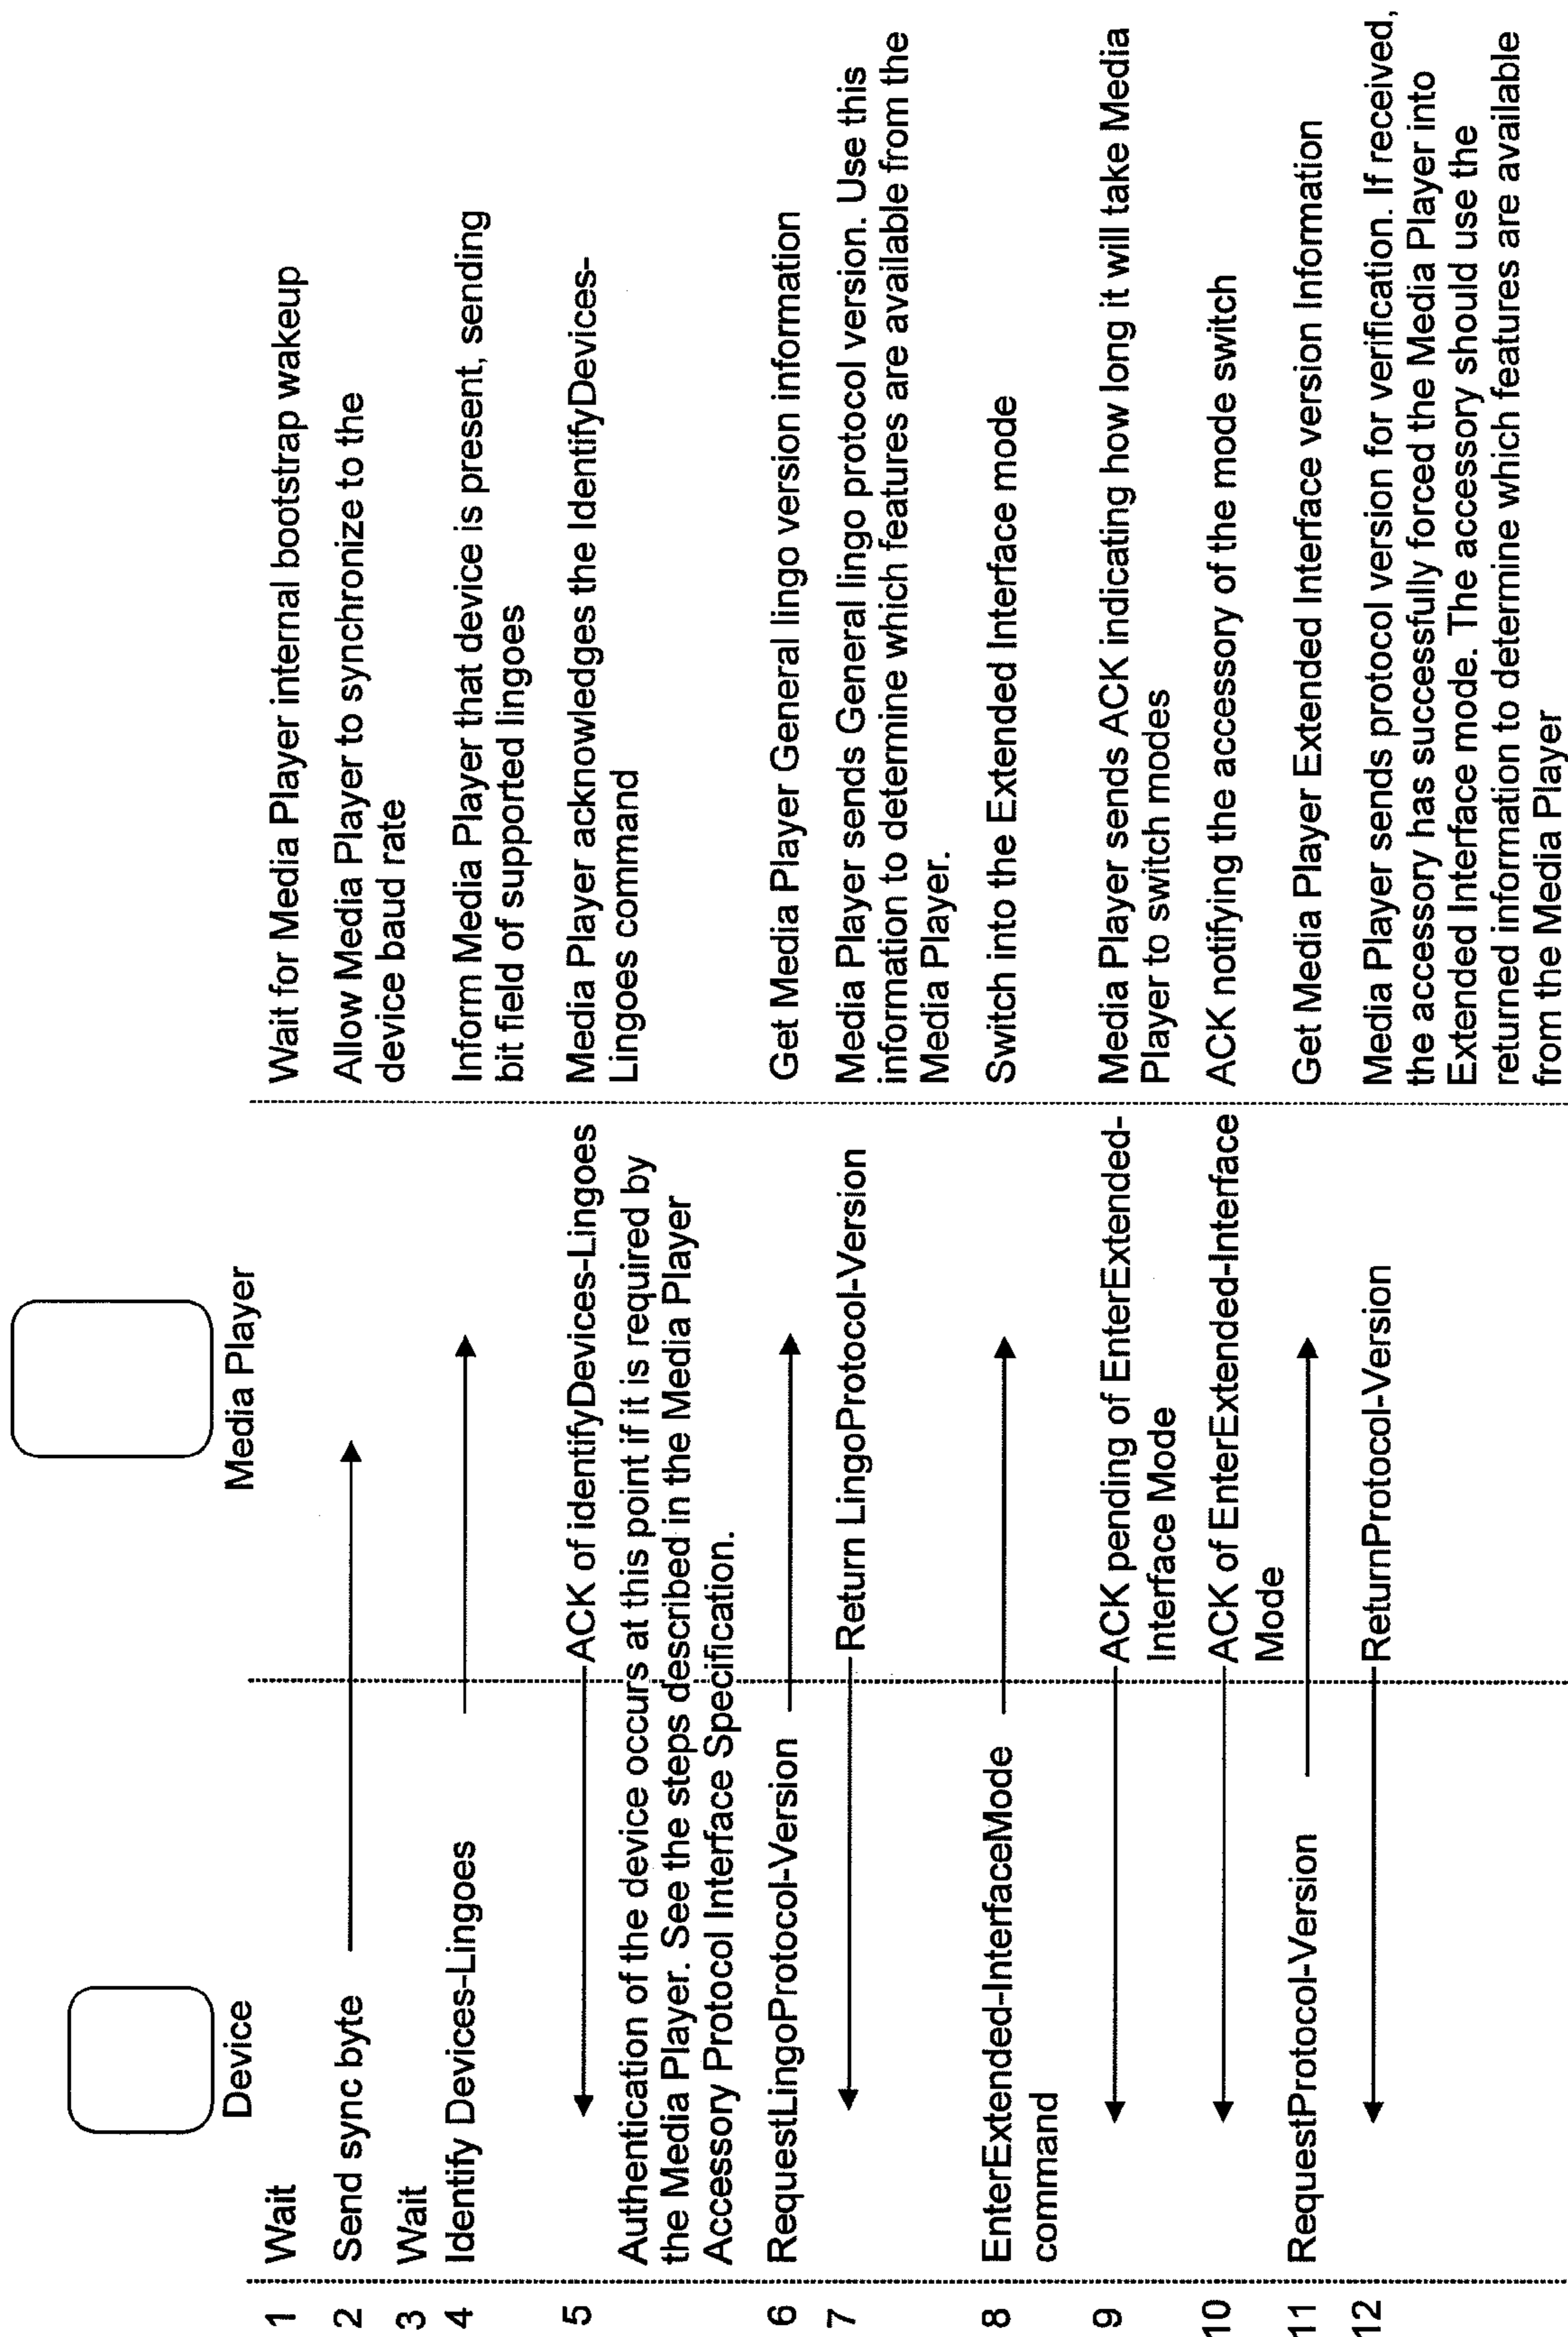 Device
Media Player
1 Wait
Wait for Media Player internal bootstrap wakeup
2 Send sync byte
Allow Media Player to synchronize to the
device baud rate
3 Wait
4 Identify Devices-Lingoes
Inform Media Player that device is present, sending
bit field of supported lingoes
5
ACK of identifyDevices-Lingoes
Media Player acknowledges the IdentifyDevices-
Lingoes command
Authentication of the device occurs at this point if it is required by
the Media Player. See the steps described in the Media Player
Accessory Protocol Interface Specification.
6 RequestLingoProtocol-Version
Get Media Player General lingo version information
7
Return LingoProtocol-Version
Media Player sends General lingo protocol version. Use this
information to determine which features are available from the
Media Player.
8 EnterExtended-InterfaceMode
command
Switch into the Extended Interface mode
9
ACK pending of EnterExtended-
Interface Mode
Media Player sends ACK indicating how long it will take Media
Player to switch modes
10
ACK of EnterExtended-Interface
Mode
ACK notifying the accessory of the mode switch
11 RequestProtocol-Version
Get Media Player Extended Interface version Information
12
ReturnProtocol-Version
Media Player sends protocol version for verification. If received,
the accessory has successfully forced the Media Player into
Extended Interface mode. The accessory should use the
returned information to determine which features are available
from the Media Player